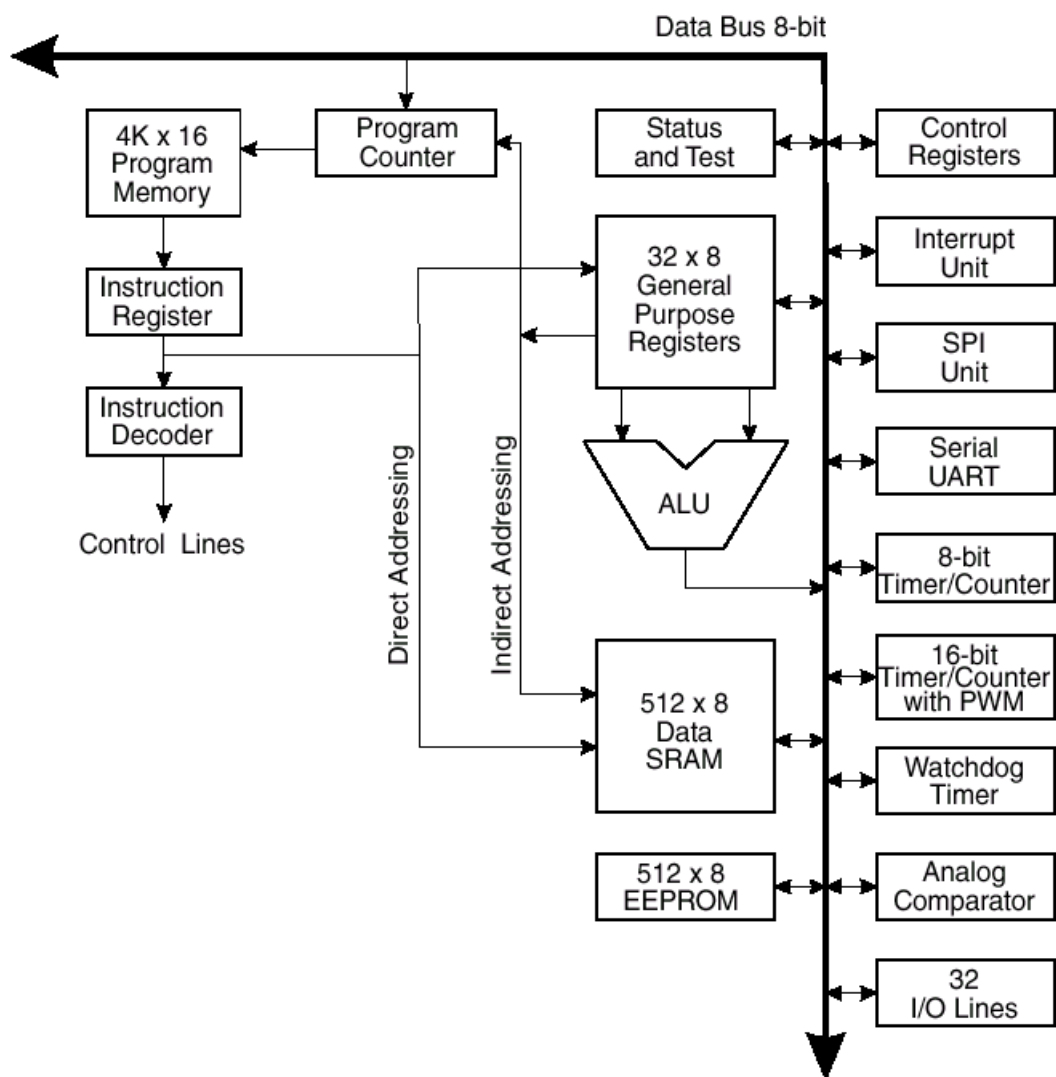 Data Bus 8-bit
4K x 16
Program
Memory
Program
Counter
Status
and Test
Control
Registers
Instruction
Register
32 x 8
General
Purpose
Registers
Interrupt
Unit
SPI
Unit
Instruction
Decoder
Serial
UART
Control Lines
Direct Addressing
Indirect Addressing
ALU
8-bit
Timer/Counter
512 x 8
Data
SRAM
16-bit
Timer/Counter
with PWM
Watchdog
Timer
512 x 8
EEPROM
Analog
Comparator
32
I/O Lines